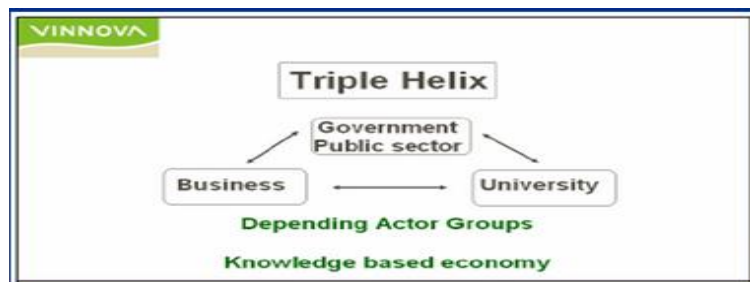 VINNOVA
Triple Helix
Government
Public sector
Business
University
Depending Actor Groups
Knowledge based economy